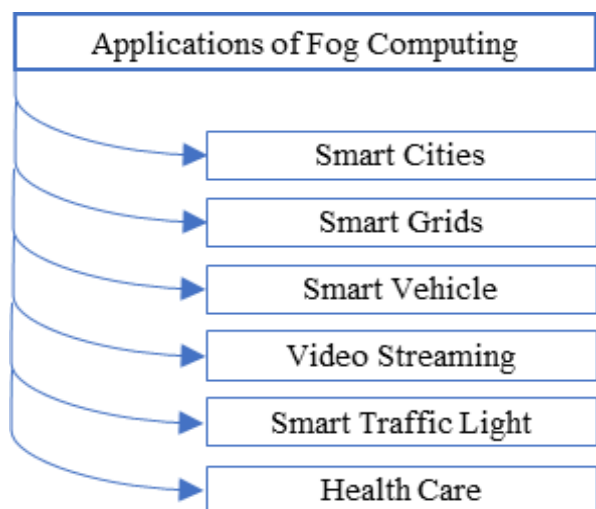 Applications of Fog Computing
Smart Cities
Smart Grids
Smart Vehicle
Video Streaming
Smart Traffic Light
Health Care